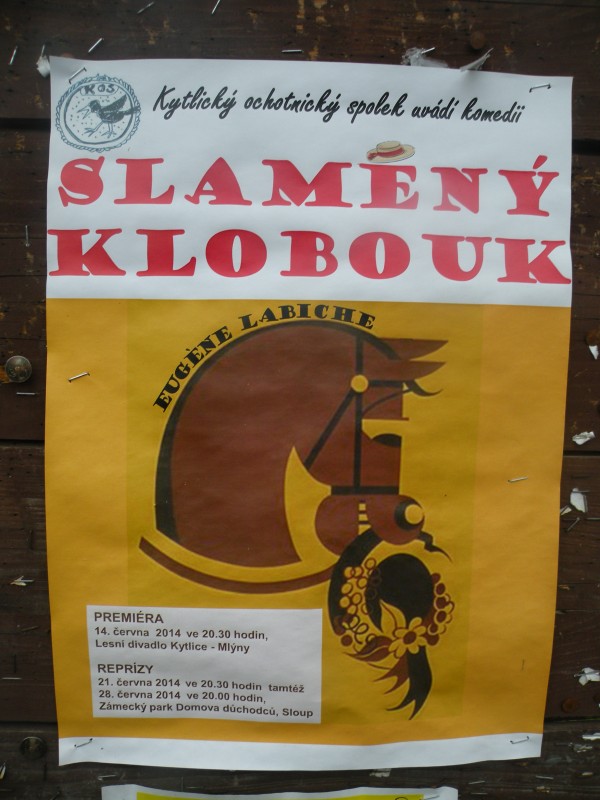 KOS
Kytlický ochotnický spolek uvádí komedii
SLAMĚNÝ
KLOBOUK
EUGÈNE LABICHE
PREMIÉRA
14. června 2014 ve 20.30 hodin,
Lesní divadlo Kytlice - Mlýny
REPRÍZY
21. června 2014 ve 20.30 hodin tamtéž
28. června 2014 ve 20.00 hodin,
Zámecký park Domova důchodců, Sloup